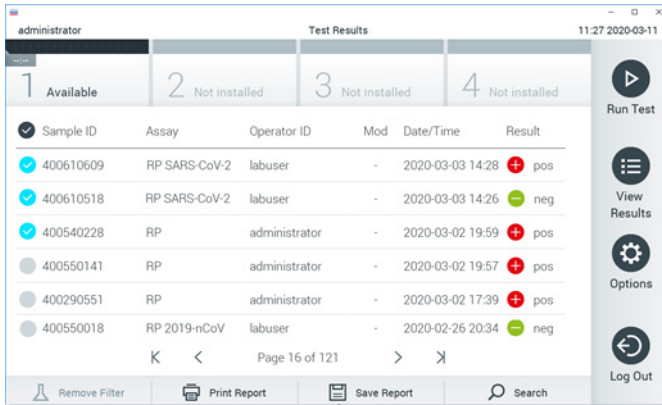 administrator Test Results 11:27 2020-03-11
--:--
1 Available 2 Not installed 3 Not installed 4 Not installed
Run Test
Sample ID Assay Operator ID Mod Date/Time Result
400610609 RP SARS-CoV-2 labuser - 2020-03-03 14:28 pos
400610518 RP SARS-CoV-2 labuser - 2020-03-03 14:26 neg
400540228 RP administrator - 2020-03-02 19:59 pos
400550141 RP administrator - 2020-03-02 19:57 pos
400290551 RP administrator - 2020-03-02 17:39 pos
400550018 RP 2019-nCoV labuser - 2020-02-26 20:34 neg
Page 16 of 121
View
Results
Options
Log Out
Remove Filter Print Report Save Report Search